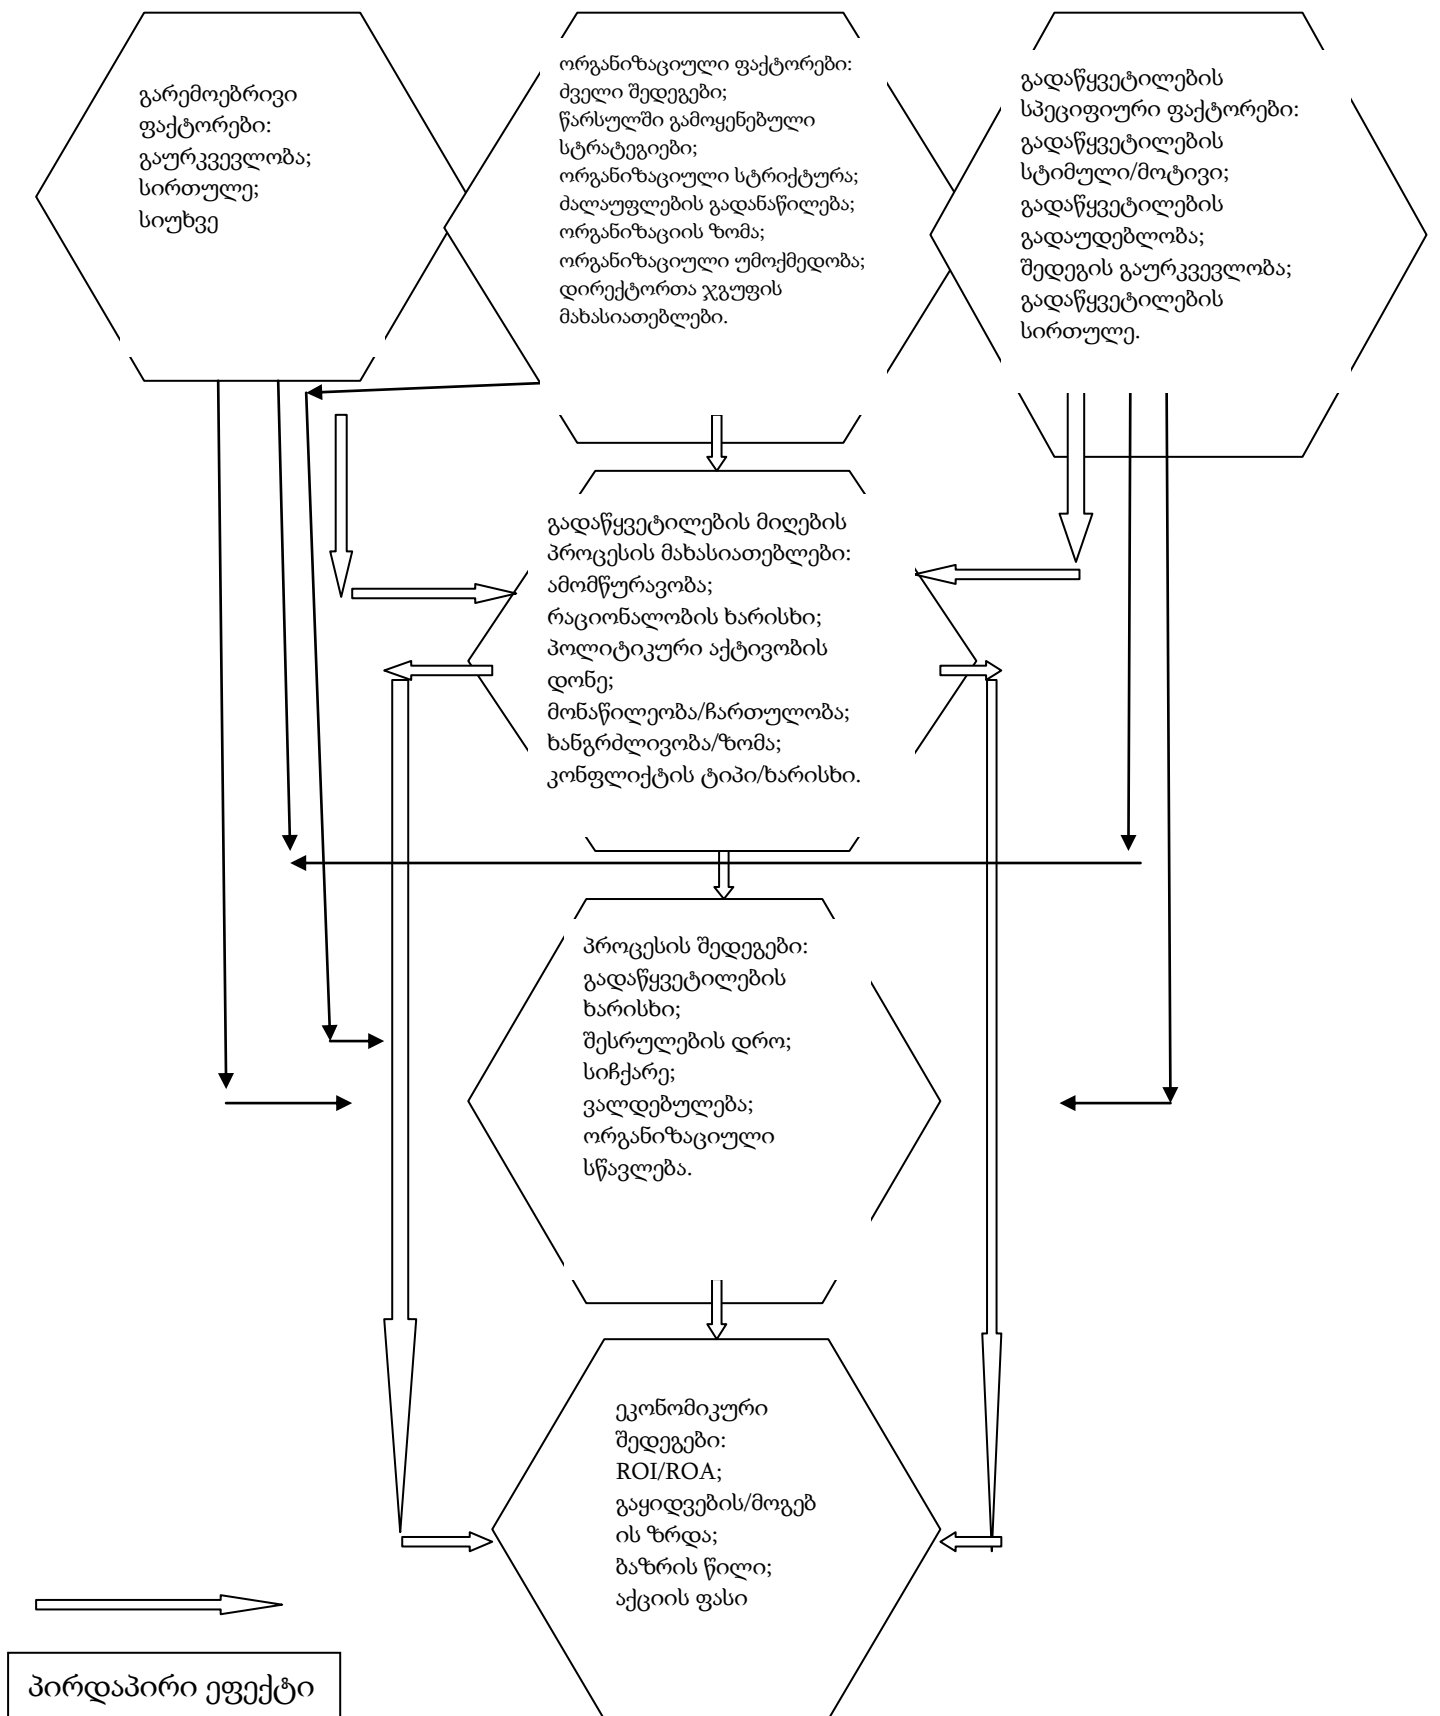 გარემოებრივი
ფაქტორები:
გაურკვევლობა;
სირთულე;
სიუხვე
ორგანიზაციული ფაქტორები:
ძველი შედეგები;
წარსულში გამოყენებული
სტრატეგიები;
ორგანიზაციული სტრიქტურა;
ძალაუფლების გადანაწილება;
ორგანიზაციის ზომა;
ორგანიზაციული უმოქმედობა;
დირექტორთა ჯგუფის
მახასიათებლები.
გადაწყვეტილების
სპეციფიური ფაქტორები:
გადაწყვეტილების
სტიმული/მოტივი;
გადაწყვეტილების
გადაუდებლობა;
შედეგის გაურკვევლობა;
გადაწყვეტილების
სირთულე.
გადაწყვეტილების მიღების
პროცესის მახასიათებლები:
ამომწურავობა;
რაციონალობის ხარისხი;
პოლიტიკური აქტივობის
დონე;
მონაწილეობა/ჩართულობა;
ხანგრძლივობა/ზომა;
კონფლიქტის ტიპი/ხარისხი.
პროცესის შედეგები:
გადაწყვეტილების
ხარისხი;
შესრულების დრო;
სიჩქარე;
ვალდებულება;
ორგანიზაციული
სწავლება.
ეკონომიკური
შედეგები:
ROI/ROA;
გაყიდვების/მოგებ
ის ზრდა;
ბაზრის წილი;
აქციის ფასი
პირდაპირი ეფექტი